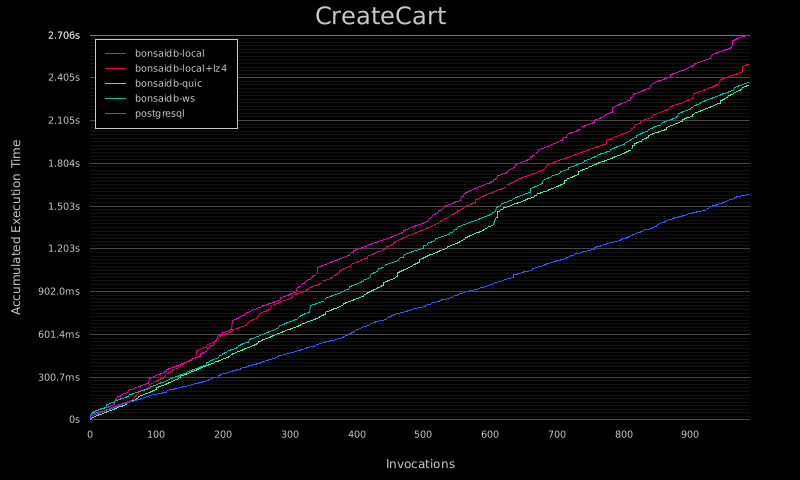 CreateCart
2.706s
2.405s
2.105s
1.804s
1.503s
1.203s
902.0ms
601.4ms
300.7ms
0s
Accumulated Execution Time
bonsaidb-local
bonsaidb-local+lz4
bonsaidb-quic
bonsaidb-ws
postgresql
0 100 200 300 400 500 600 700 800 900
Invocations